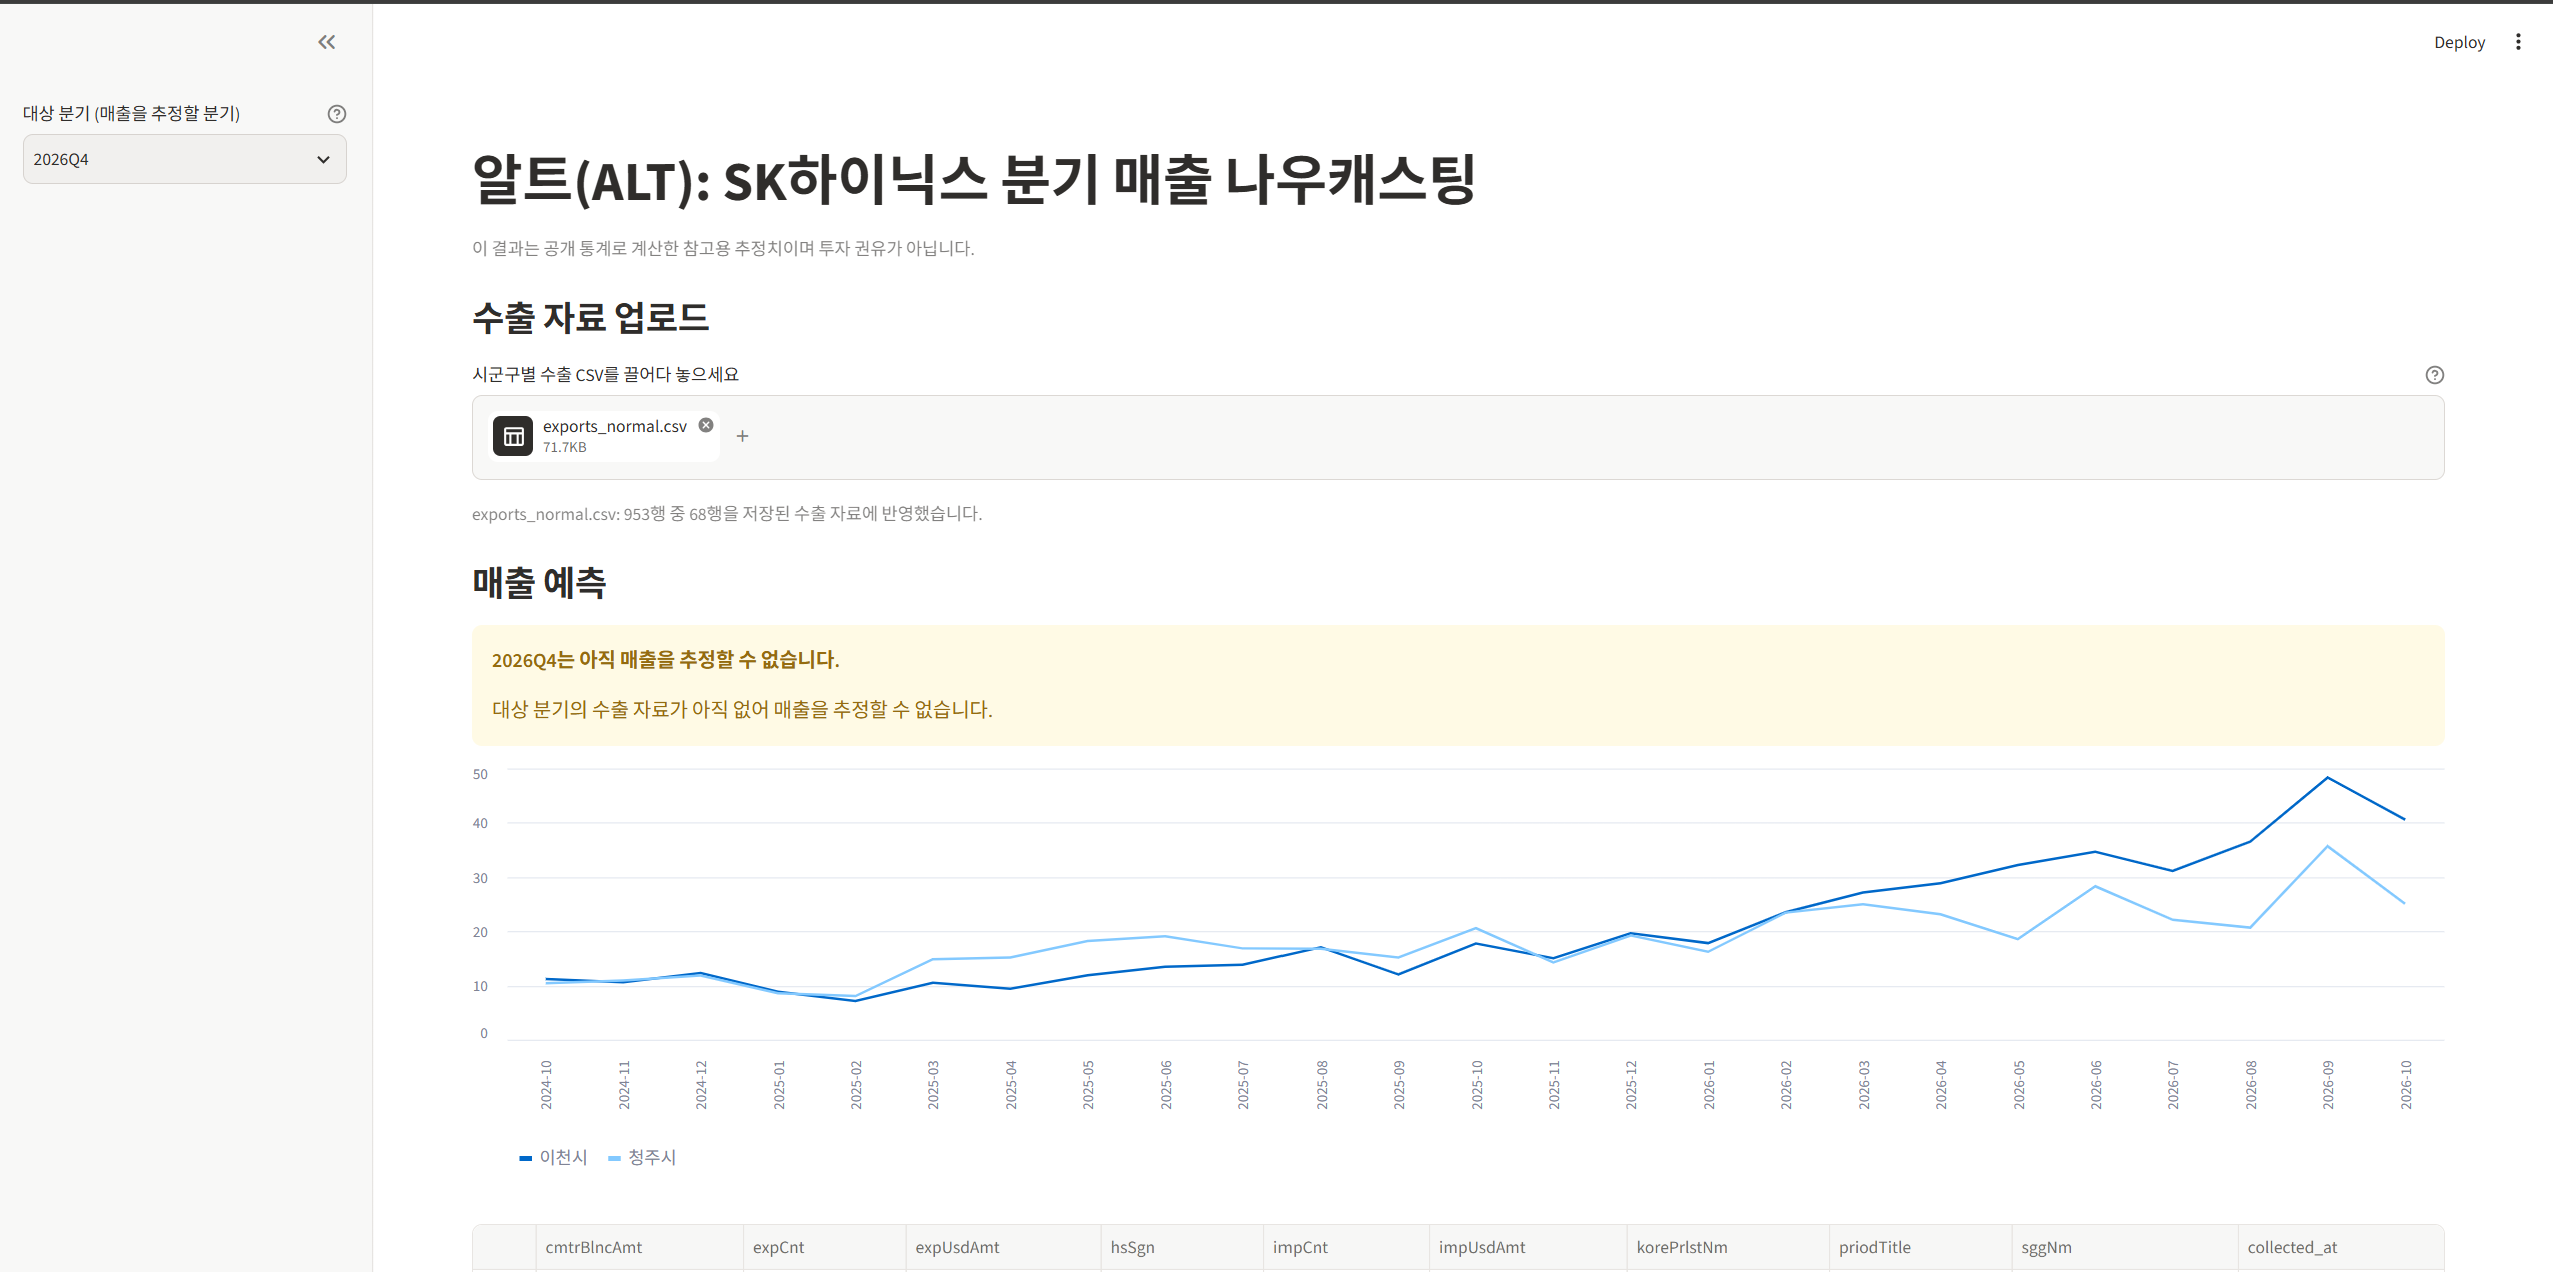 Deploy
대상 분기 (매출을 추정할 분기)
2026Q4
알트(ALT): SK하이닉스 분기 매출 나우캐스팅
이 결과는 공개 통계로 계산한 참고용 추정치이며 투자 권유가 아닙니다.
수출 자료 업로드
시군구별 수출 CSV를 끌어다 놓으세요
exports_normal.csv
71.7KB
exports_normal.csv: 953행 중 68행을 저장된 수출 자료에 반영했습니다.
매출 예측
2026Q4는 아직 매출을 추정할 수 없습니다.
대상 분기의 수출 자료가 아직 없어 매출을 추정할 수 없습니다.
50
40
30
20
10
0
2024-10 2024-11 2024-12 2025-01 2025-02 2025-03 2025-04 2025-05 2025-06 2025-07 2025-08 2025-09 2025-10 2025-11 2025-12 2026-01 2026-02 2026-03 2026-04 2026-05 2026-06 2026-07 2026-08 2026-09 2026-10
이천시 청주시
cmtrBlncAmt expCnt expUsdAmt hsSgn impCnt impUsdAmt korePrlstNm priodTitle sggNm collected_at